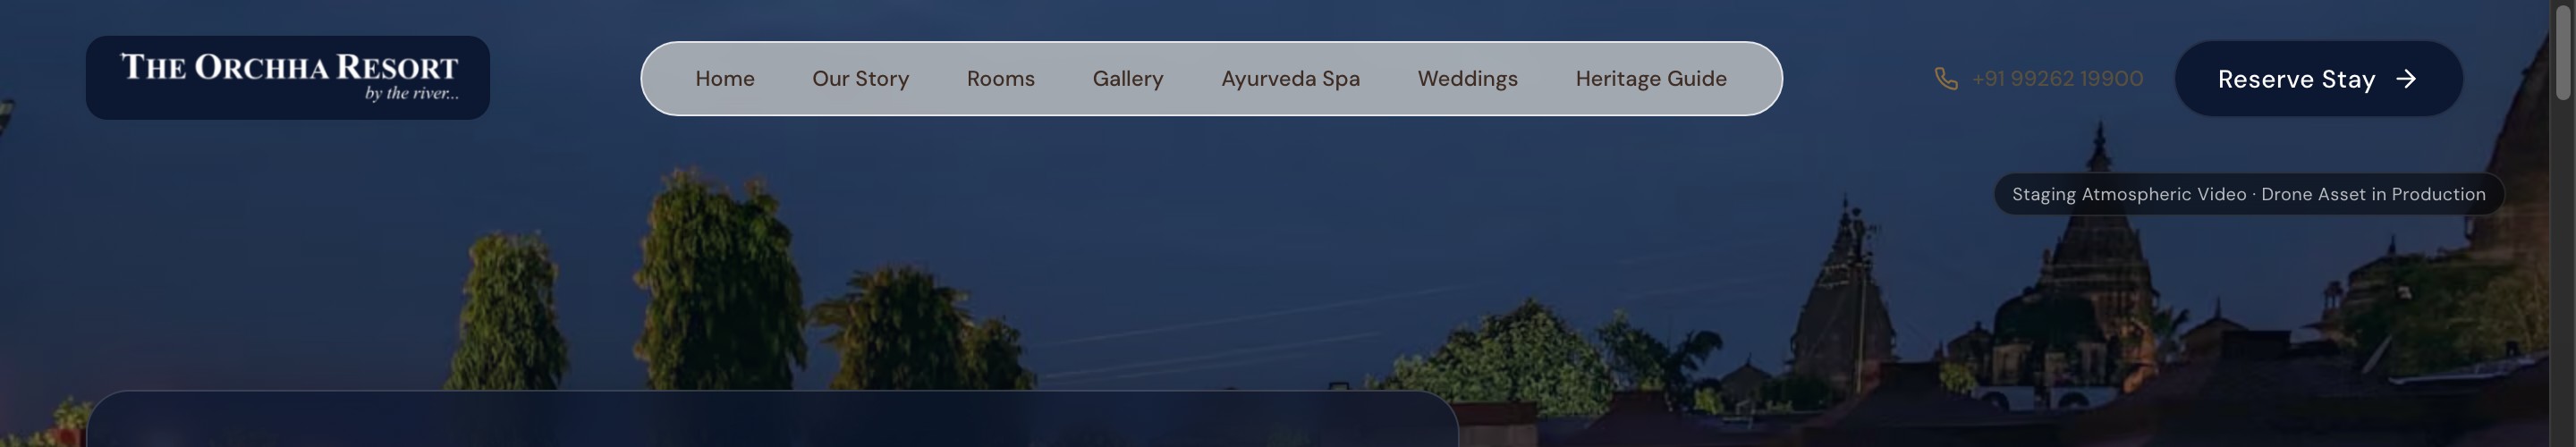 THE ORCHHA RESORT
by the river...
Home Our Story Rooms Gallery Ayurveda Spa Weddings Heritage Guide
+91 99262 19900
Reserve Stay →
Staging Atmospheric Video · Drone Asset in Production